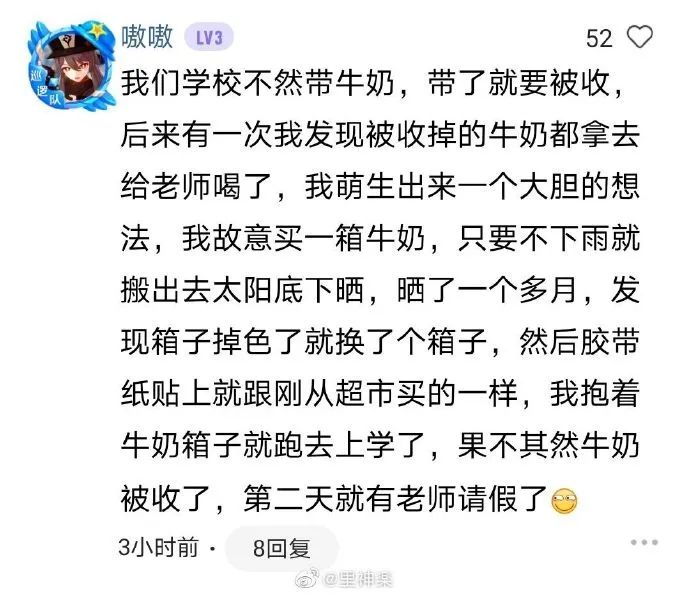 嗷嗷 LV3 52
我们学校不然带牛奶，带了就要被收，
后来有一次我发现被收掉的牛奶都拿去
给老师喝了，我萌生出来一个大胆的想
法，我故意买一箱牛奶，只要不下雨就
搬出去太阳底下晒，晒了一个多月，发
现箱子掉色了就换了个箱子，然后胶带
纸贴上就跟刚从超市买的一样，我抱着
牛奶箱子就跑去上学了，果不其然牛奶
被收了，第二天就有老师请假了
3小时前 · 8回复
@里神楽
巡逻队